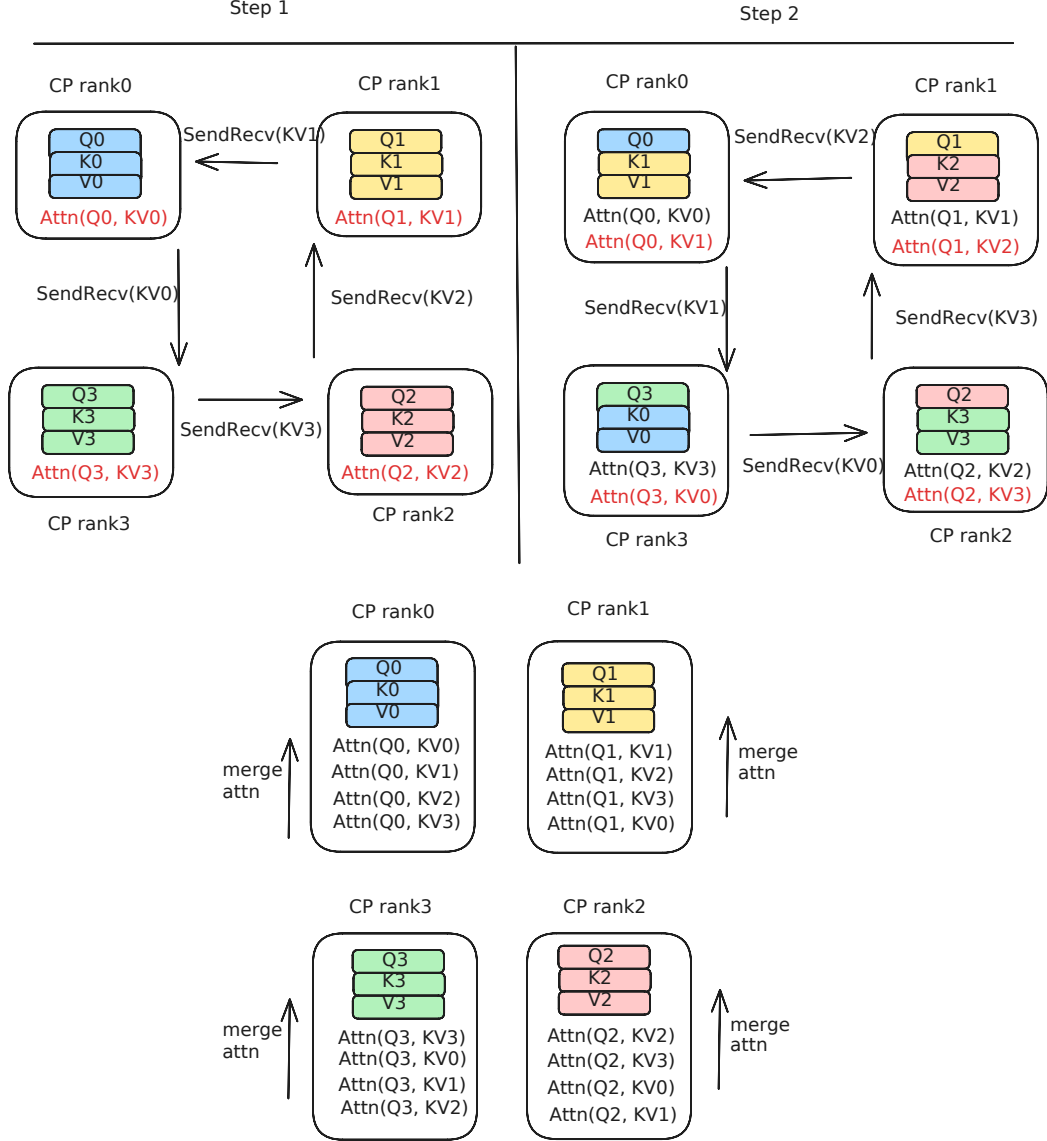 Step 1
Step 2
CP rank0
CP rank1
Q0
K0
V0
Attn(Q0, KV0)
SendRecv(KV1)
Q1
K1
V1
Attn(Q1, KV1)
SendRecv(KV0)
SendRecv(KV2)
Q3
K3
V3
Attn(Q3, KV3)
SendRecv(KV3)
Q2
K2
V2
Attn(Q2, KV2)
CP rank3
CP rank2
CP rank0
CP rank1
Q0
K1
V1
Attn(Q0, KV0)
Attn(Q0, KV1)
SendRecv(KV2)
Q1
K2
V2
Attn(Q1, KV1)
Attn(Q1, KV2)
SendRecv(KV1)
SendRecv(KV3)
Q3
K0
V0
Attn(Q3, KV3)
Attn(Q3, KV0)
SendRecv(KV0)
Q2
K3
V3
Attn(Q2, KV2)
Attn(Q2, KV3)
CP rank3
CP rank2
CP rank0
CP rank1
Q0
K0
V0
Attn(Q0, KV0)
Attn(Q0, KV1)
Attn(Q0, KV2)
Attn(Q0, KV3)
merge
attn
Q1
K1
V1
Attn(Q1, KV1)
Attn(Q1, KV2)
Attn(Q1, KV3)
Attn(Q1, KV0)
merge
attn
CP rank3
CP rank2
Q3
K3
V3
Attn(Q3, KV3)
Attn(Q3, KV0)
Attn(Q3, KV1)
Attn(Q3, KV2)
merge
attn
Q2
K2
V2
Attn(Q2, KV2)
Attn(Q2, KV3)
Attn(Q2, KV0)
Attn(Q2, KV1)
merge
attn